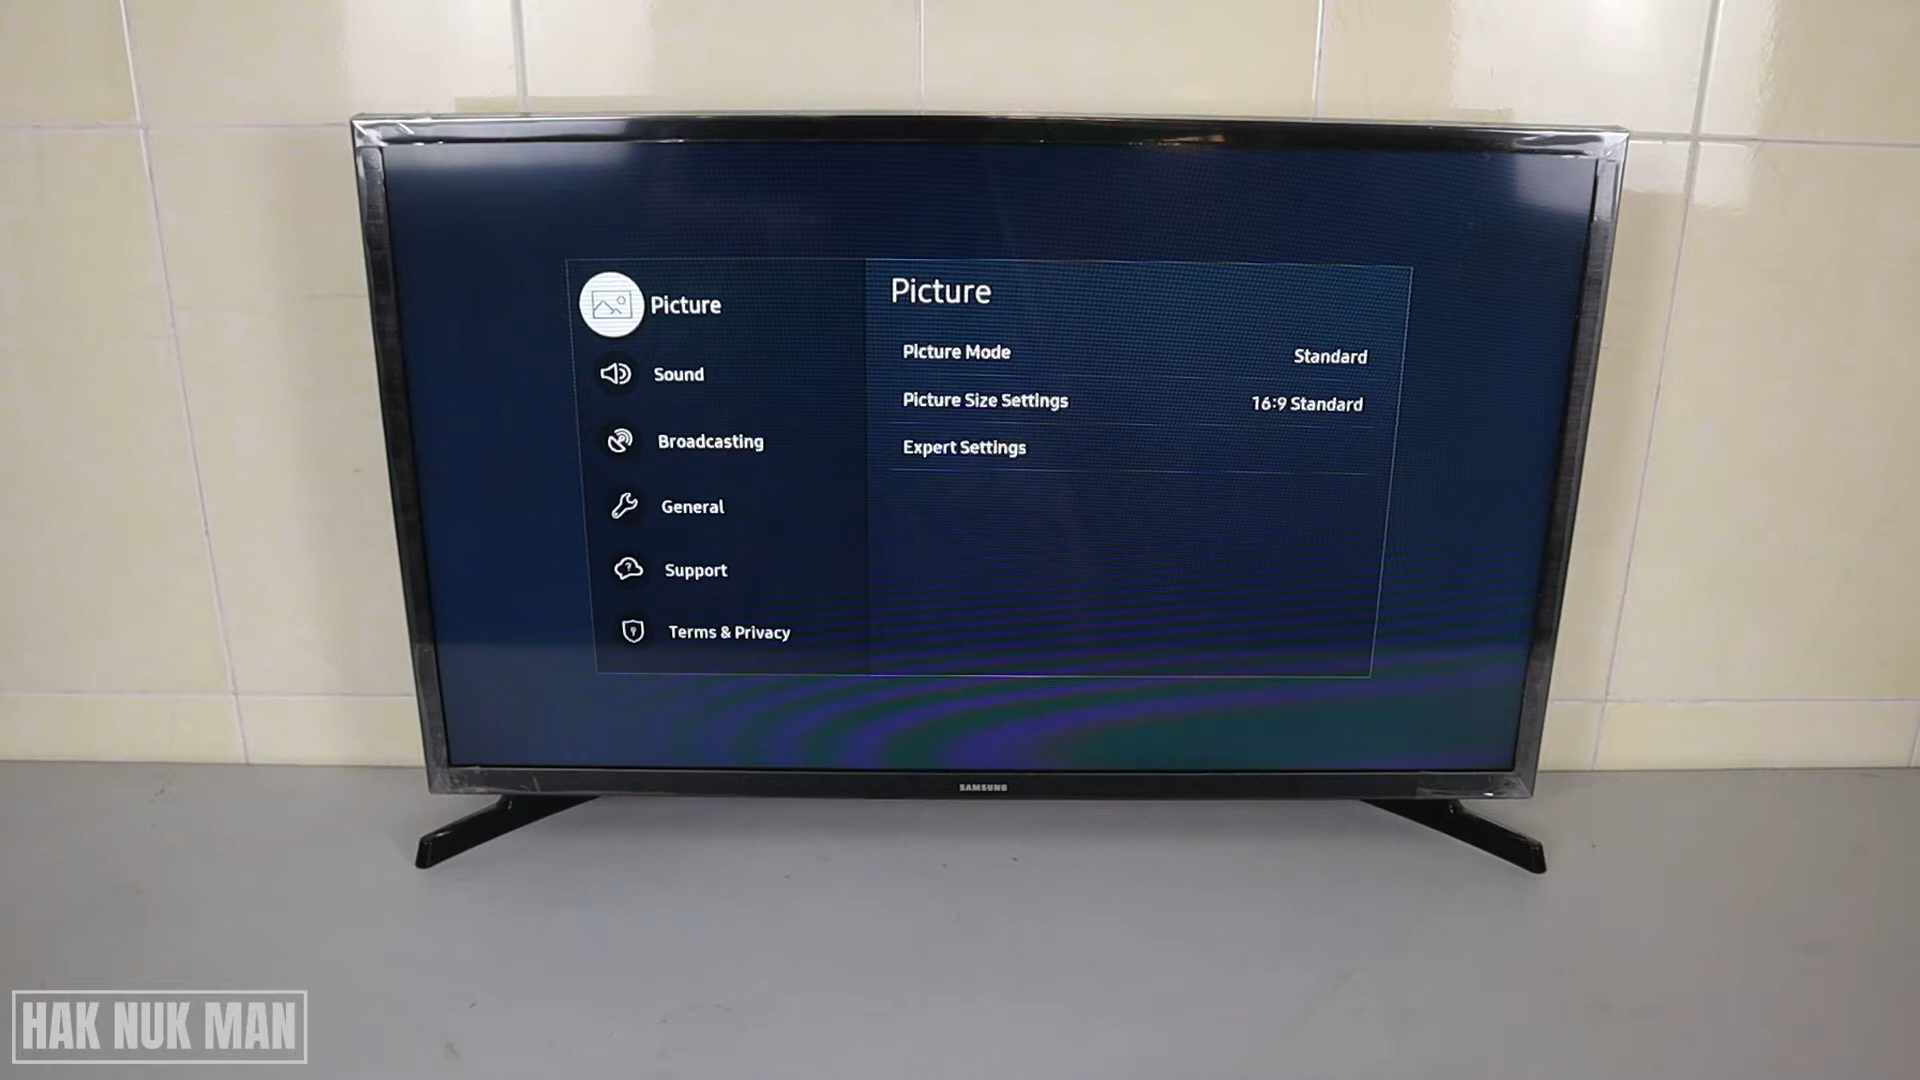 Picture
Sound
Broadcasting
General
Support
Terms & Privacy
Picture
Picture Mode Standard
Picture Size Settings 16:9 Standard
Expert Settings
SAMSUNG
HAK NUK MAN